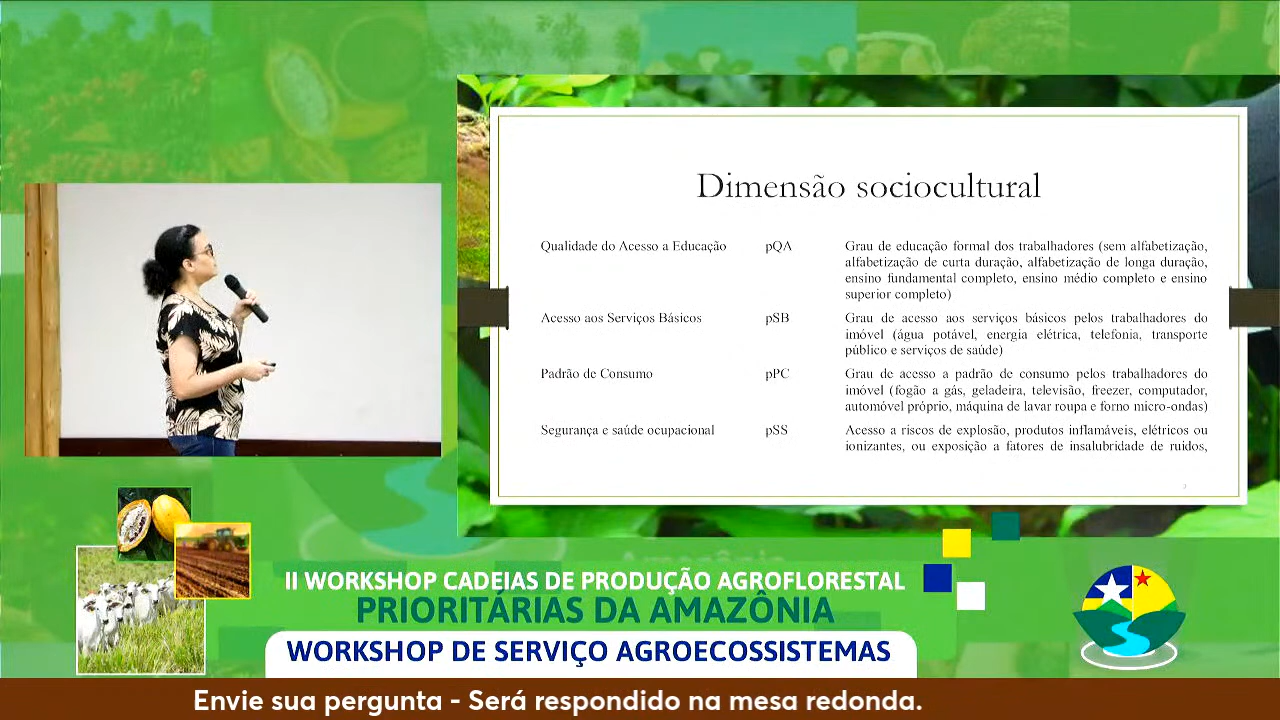 Dimensão sociocultural
Qualidade do Acesso a Educação pQA Grau de educação formal dos trabalhadores (sem alfabetização,
alfabetização de curta duração, alfabetização de longa duração,
ensino fundamental completo, ensino médio completo e ensino
superior completo)
Acesso aos Serviços Básicos pSB Grau de acesso aos serviços básicos pelos trabalhadores do
imóvel (água potável, energia elétrica, telefonia, transporte
público e serviços de saúde)
Padrão de Consumo pPC Grau de acesso a padrão de consumo pelos trabalhadores do
imóvel (fogão a gás, geladeira, televisão, freezer, computador,
automóvel próprio, máquina de lavar roupa e forno micro-ondas)
Segurança e saúde ocupacional pSS Acesso a riscos de explosão, produtos inflamáveis, elétricos ou
ionizantes, ou exposição a fatores de insalubridade de ruidos,
II WORKSHOP CADEIAS DE PRODUÇÃO AGROFLORESTAL
PRIORITÁRIAS DA AMAZÔNIA
WORKSHOP DE SERVIÇO AGROECOSSISTEMAS
Envie sua pergunta - Será respondido na mesa redonda.